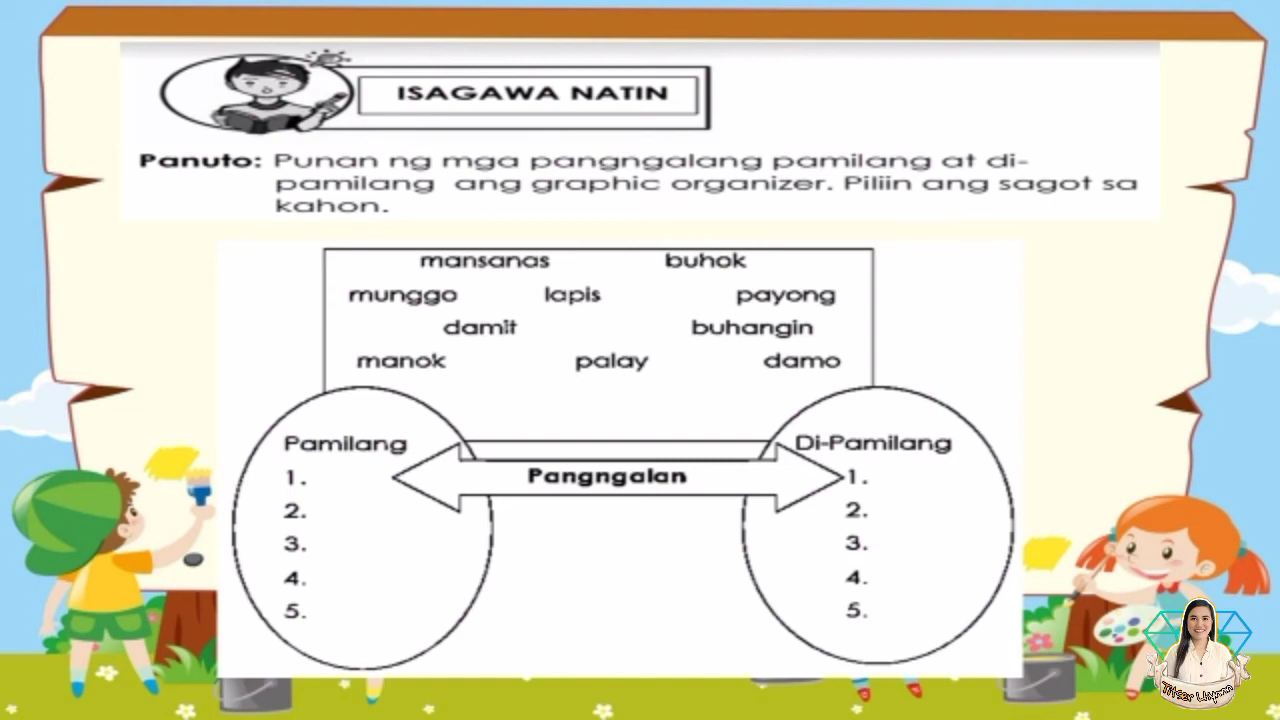 ISAGAWA NATIN
Panuto: Punan ng mga pangngalang pamilang at di-
pamilang ang graphic organizer. Piliin ang sagot sa
kahon.
mansanas buhok
munggo lapis payong
damit buhangin
manok palay damo
Pamilang
1.
2.
3.
4.
5.
Pangngalan
Di-Pamilang
1.
2.
3.
4.
5.